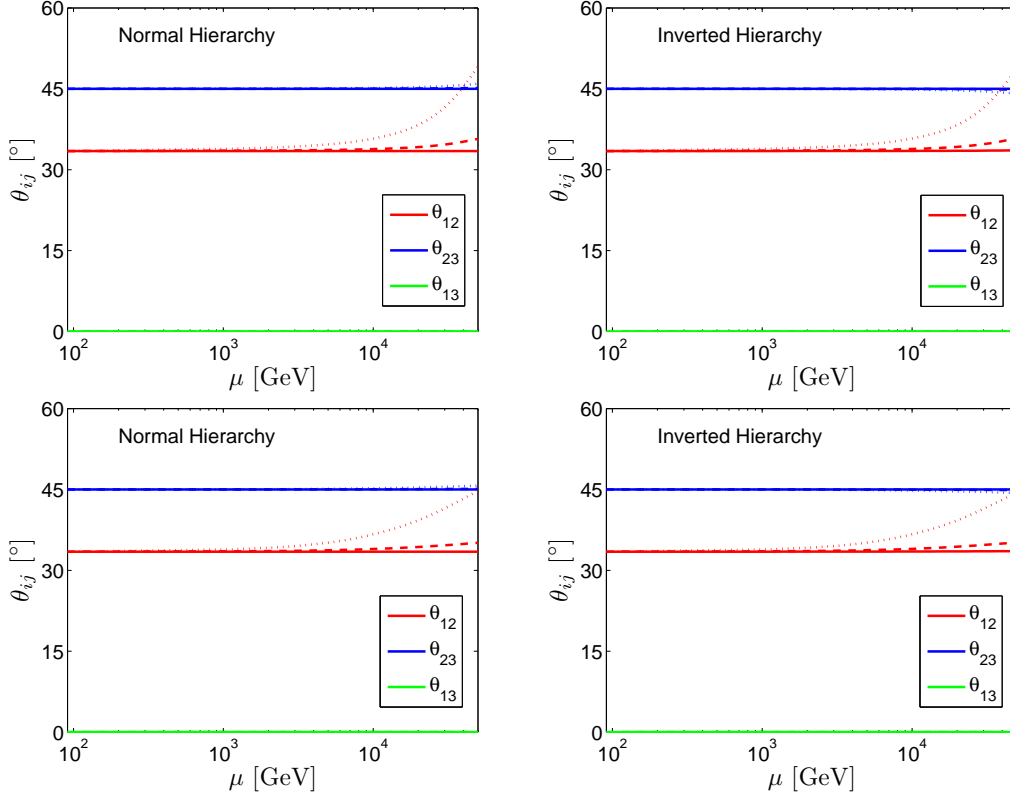 60
Normal Hierarchy
45
30
15
0
θij [°]
θ12
θ23
θ13
10^2
10^3
10^4
μ [GeV]
60
Inverted Hierarchy
45
30
15
0
θij [°]
θ12
θ23
θ13
10^2
10^3
10^4
μ [GeV]
60
Normal Hierarchy
45
30
15
0
θij [°]
θ12
θ23
θ13
10^2
10^3
10^4
μ [GeV]
60
Inverted Hierarchy
45
30
15
0
θij [°]
θ12
θ23
θ13
10^2
10^3
10^4
μ [GeV]